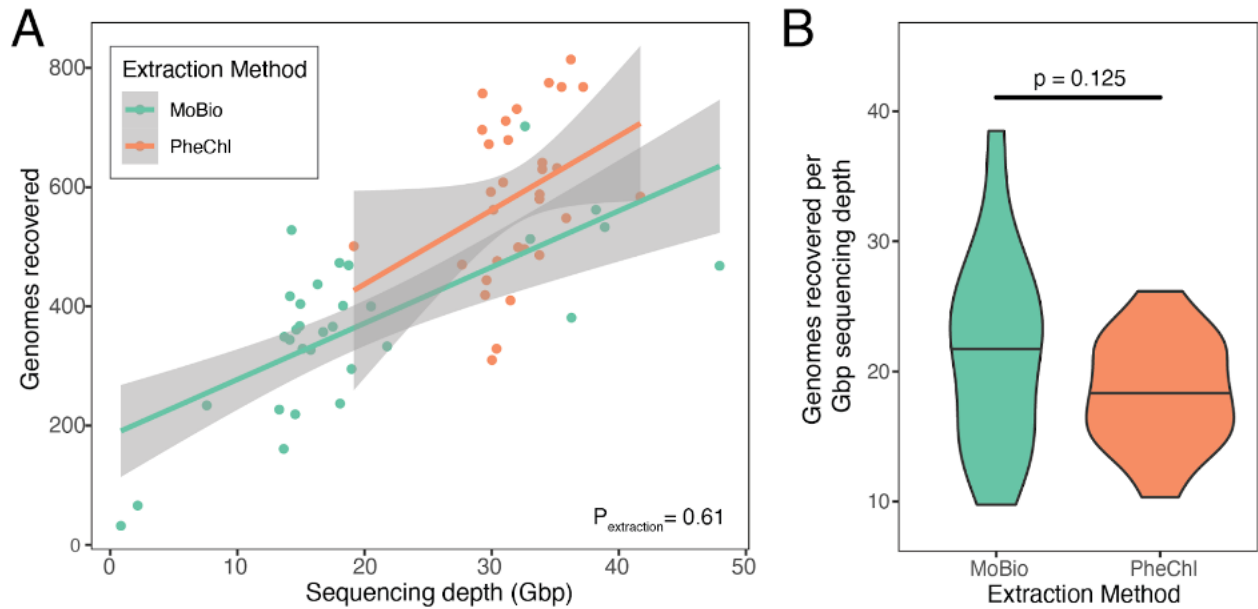 A
Extraction Method
MoBio
PheChl
Genomes recovered
800
600
400
200
0
P extraction = 0.61
0 10 20 30 40 50
Sequencing depth (Gbp)
B
p = 0.125
Genomes recovered per
Gbp sequencing depth
40
30
20
10
MoBio PheChl
Extraction Method